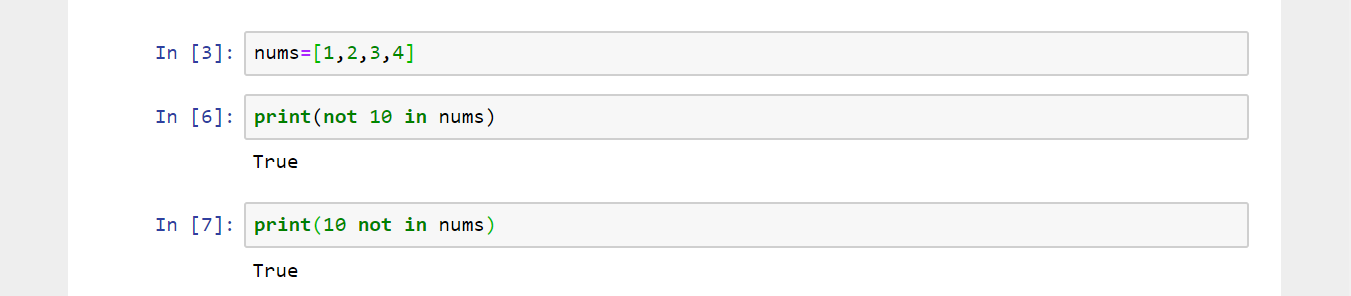 In [3]: nums=[1,2,3,4]
In [6]: print(not 10 in nums)
True
In [7]: print(10 not in nums)
True